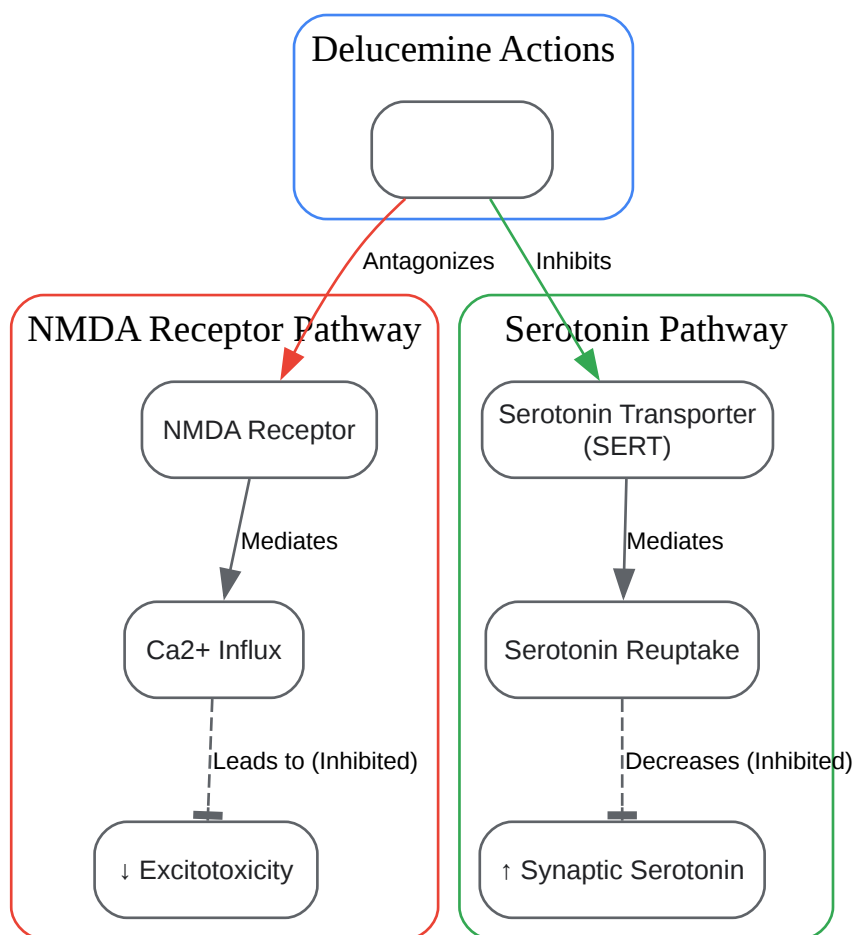 Delucemine Actions
Antagonizes
Inhibits
NMDA Receptor Pathway
Serotonin Pathway
NMDA Receptor
Serotonin Transporter
(SERT)
Mediates
Mediates
Ca2+ Influx
Serotonin Reuptake
Leads to (Inhibited)
Decreases (Inhibited)
↓ Excitotoxicity
↑ Synaptic Serotonin